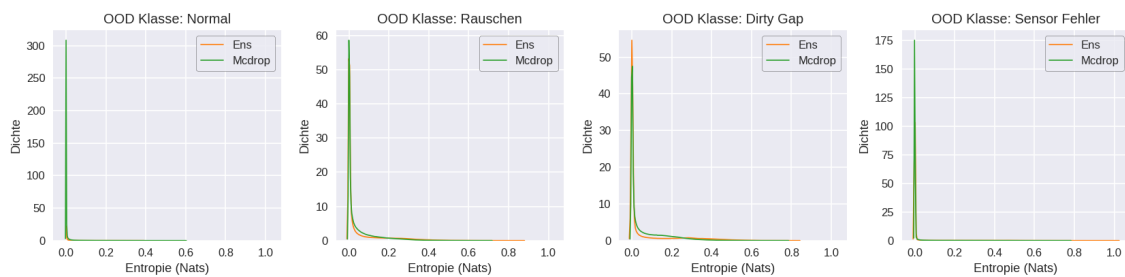 OOD Klasse: Normal
Ens
Mcdrop
Dichte
300
250
200
150
100
50
0
0.0 0.2 0.4 0.6 0.8 1.0
Entropie (Nats)
OOD Klasse: Rauschen
Ens
Mcdrop
Dichte
60
50
40
30
20
10
0
0.0 0.2 0.4 0.6 0.8 1.0
Entropie (Nats)
OOD Klasse: Dirty Gap
Ens
Mcdrop
Dichte
50
40
30
20
10
0
0.0 0.2 0.4 0.6 0.8 1.0
Entropie (Nats)
OOD Klasse: Sensor Fehler
Ens
Mcdrop
Dichte
175
150
125
100
75
50
25
0
0.0 0.2 0.4 0.6 0.8 1.0
Entropie (Nats)